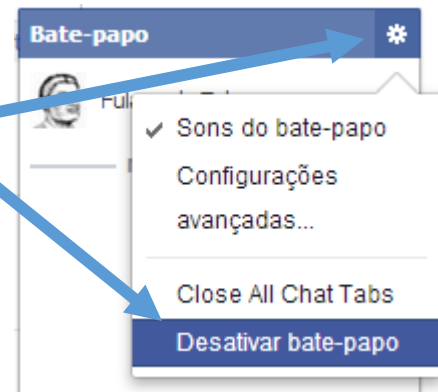 Bate-papo
Sons do bate-papo
Configurações
avançadas...
Close All Chat Tabs
Desativar bate-papo